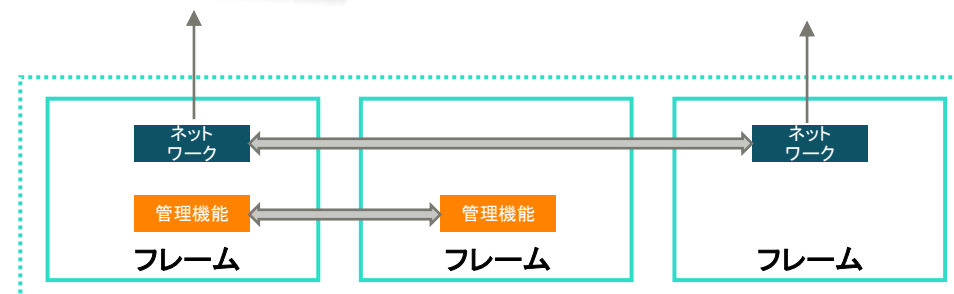 ネット
ワーク
ネット
ワーク
管理機能
管理機能
フレーム
フレーム
フレーム